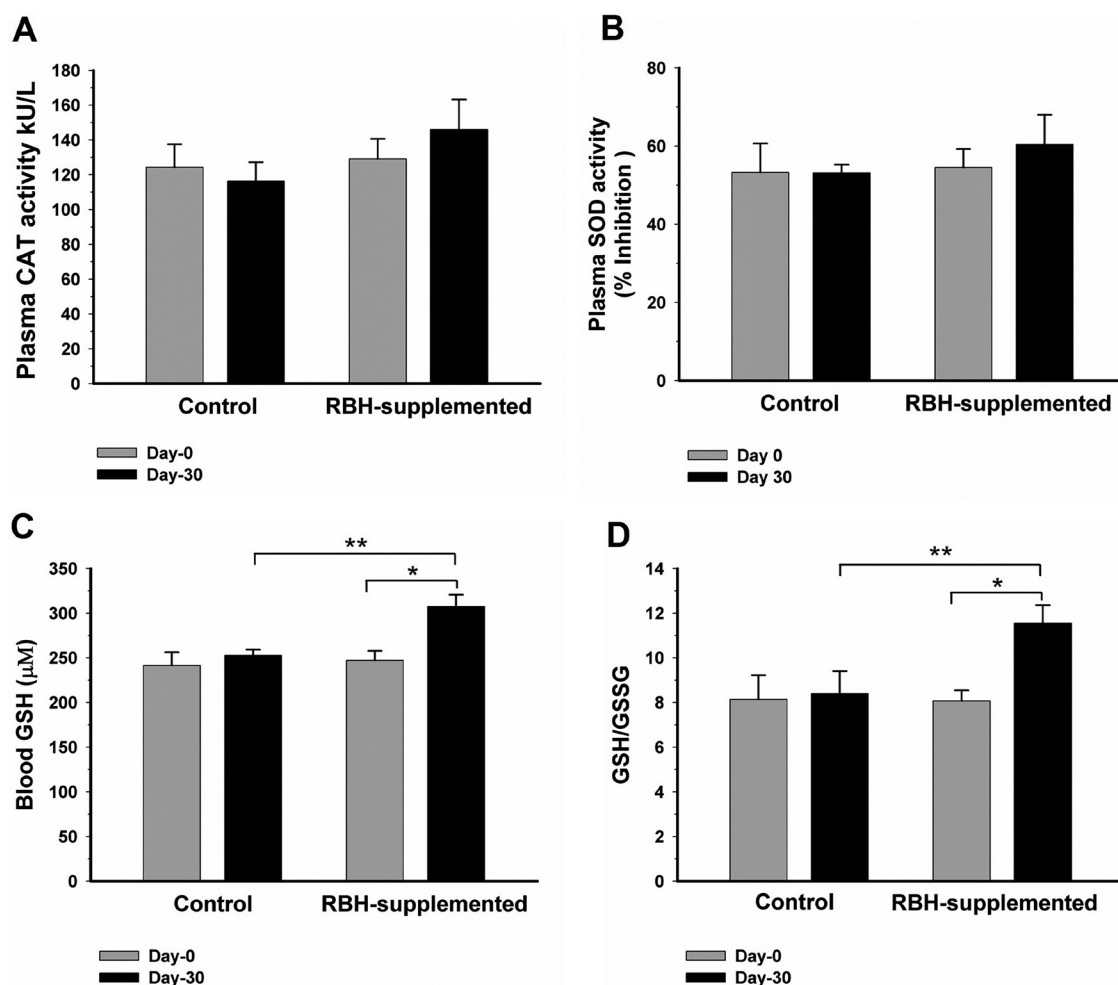 A
Plasma CAT activity kU/L
180
160
140
120
100
80
60
40
20
0
Control
RBH-supplemented
Day-0
Day-30
B
Plasma SOD activity
(% Inhibition )
80
60
40
20
0
Control
RBH-supplemented
Day 0
Day 30
C
Blood GSH (μM)
350
300
250
200
150
100
50
0
**
*
Control
RBH-supplemented
Day-0
Day-30
D
GSH/GSSG
14
12
10
8
6
4
2
0
**
*
Control
RBH-supplemented
Day-0
Day-30